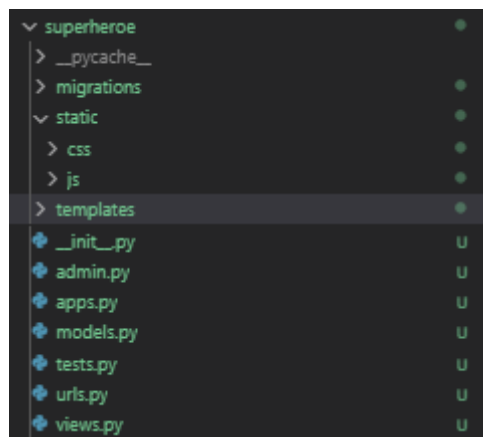 superheroe
__pycache__
migrations
static
css
js
templates
__init__.py U
admin.py U
apps.py U
models.py U
tests.py U
urls.py U
views.py U